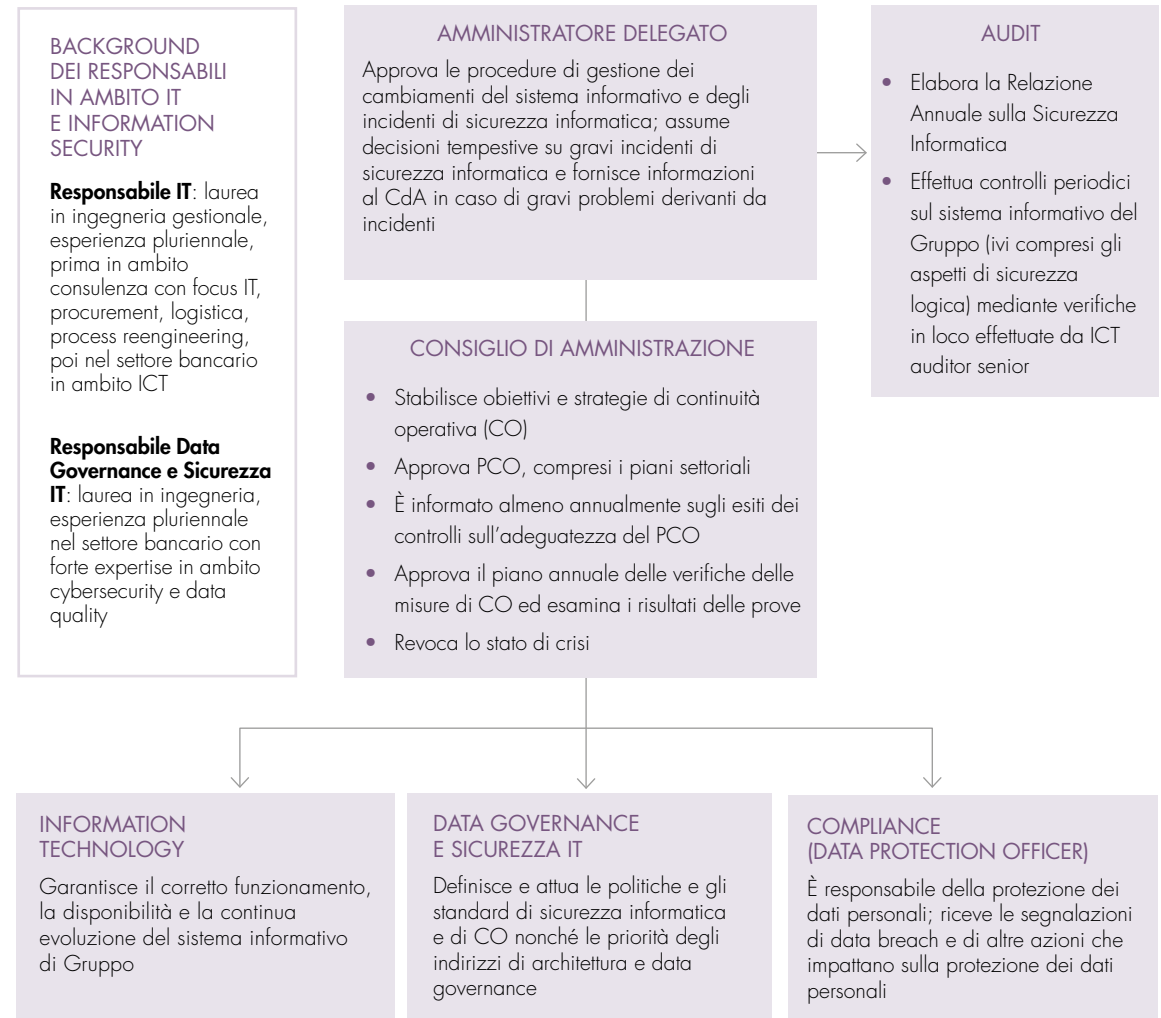 BACKGROUND
DEI RESPONSABILI
IN AMBITO IT
E INFORMATION
SECURITY
Responsabile IT: laurea
in ingegneria gestionale,
esperienza pluriennale,
prima in ambito
consulenza con focus IT,
procurement, logistica,
process reengineering,
poi nel settore bancario
in ambito ICT
Responsabile Data
Governance e Sicurezza
IT: laurea in ingegneria,
esperienza pluriennale
nel settore bancario con
forte expertise in ambito
cybersecurity e data
quality
AMMINISTRATORE DELEGATO
Approva le procedure di gestione dei
cambiamenti del sistema informativo e degli
incidenti di sicurezza informatica; assume
decisioni tempestive su gravi incidenti di
sicurezza informatica e fornisce informazioni
al CdA in caso di gravi problemi derivanti da
incidenti
AUDIT
• Elabora la Relazione
Annuale sulla Sicurezza
Informatica
• Effettua controlli periodici
sul sistema informativo del
Gruppo (ivi compresi gli
aspetti di sicurezza
logica) mediante verifiche
in loco effettuate da ICT
auditor senior
CONSIGLIO DI AMMINISTRAZIONE
• Stabilisce obiettivi e strategie di continuità
operativa (CO)
• Approva PCO, compresi i piani settoriali
• È informato almeno annualmente sugli esiti dei
controlli sull'adeguatezza del PCO
• Approva il piano annuale delle verifiche delle
misure di CO ed esamina i risultati delle prove
• Revoca lo stato di crisi
INFORMATION
TECHNOLOGY
Garantisce il corretto funzionamento,
la disponibilità e la continua
evoluzione del sistema informativo
di Gruppo
DATA GOVERNANCE
E SICUREZZA IT
Definisce e attua le politiche e gli
standard di sicurezza informatica
e di CO nonché le priorità degli
indirizzi di architettura e data
governance
COMPLIANCE
(DATA PROTECTION OFFICER)
È responsabile della protezione dei
dati personali; riceve le segnalazioni
di data breach e di altre azioni che
impattano sulla protezione dei dati
personali